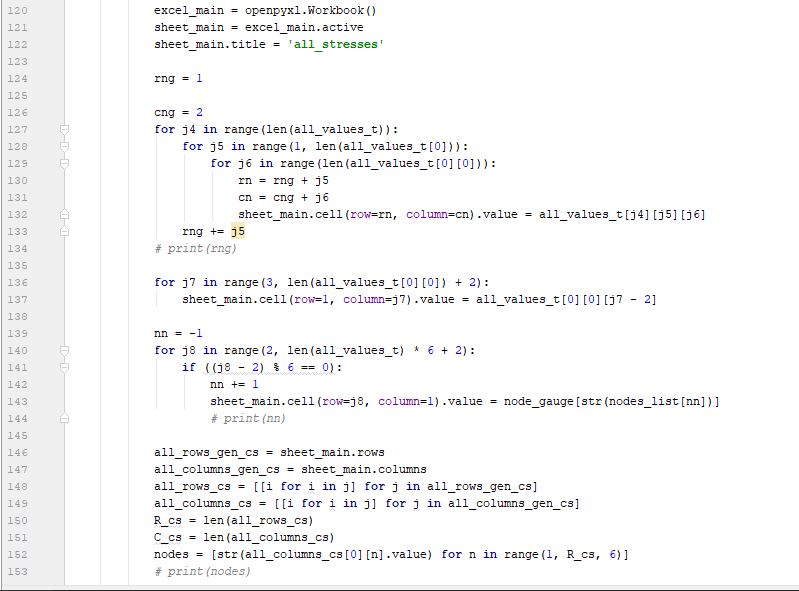 120 excel_main = openpyxl.Workbook()
121 sheet_main = excel_main.active
122 sheet_main.title = 'all_stresses'
123
124 rng = 1
125
126 cng = 2
127 for j4 in range(len(all_values_t)):
128 for j5 in range(1, len(all_values_t[0])):
129 for j6 in range(len(all_values_t[0][0])):
130 rn = rng + j5
131 cn = cng + j6
132 sheet_main.cell(row=rn, column=cn).value = all_values_t[j4][j5][j6]
133 rng += j5
134 # print(rng)
135
136 for j7 in range(3, len(all_values_t[0][0]) + 2):
137 sheet_main.cell(row=1, column=j7).value = all_values_t[0][0][j7 - 2]
138
139 nn = -1
140 for j8 in range(2, len(all_values_t) * 6 + 2):
141 if ((j8 - 2) % 6 == 0):
142 nn += 1
143 sheet_main.cell(row=j8, column=1).value = node_gauge[str(nodes_list[nn])]
144 # print(nn)
145
146 all_rows_gen_cs = sheet_main.rows
147 all_columns_gen_cs = sheet_main.columns
148 all_rows_cs = [[i for i in j] for j in all_rows_gen_cs]
149 all_columns_cs = [[i for i in j] for j in all_columns_gen_cs]
150 R_cs = len(all_rows_cs)
151 C_cs = len(all_columns_cs)
152 nodes = [str(all_columns_cs[0][n].value) for n in range(1, R_cs, 6)]
153 # print(nodes)